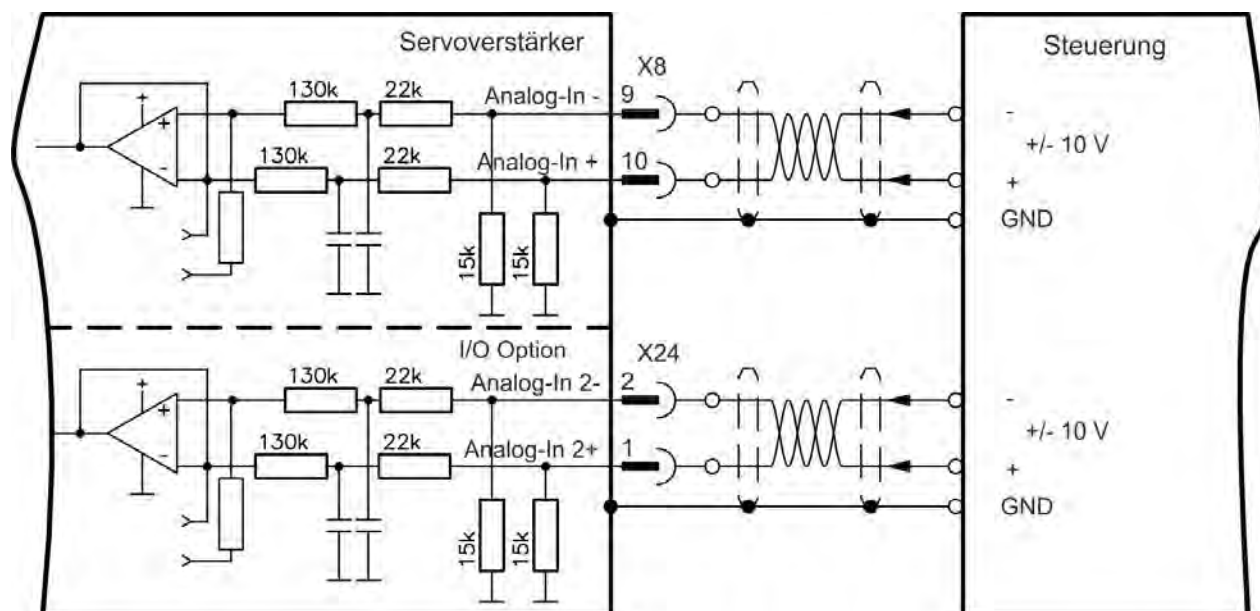 Servoverstärker
Steuerung
X8
130k
22k
Analog-In -
9
-
+
+
-
+/- 10 V
130k
22k
Analog-In +
10
+
GND
15k
15k
I/O Option
X24
130k
22k
Analog-In 2-
2
-
+
+
-
+/- 10 V
130k
22k
Analog-In 2+
1
+
GND
15k
15k